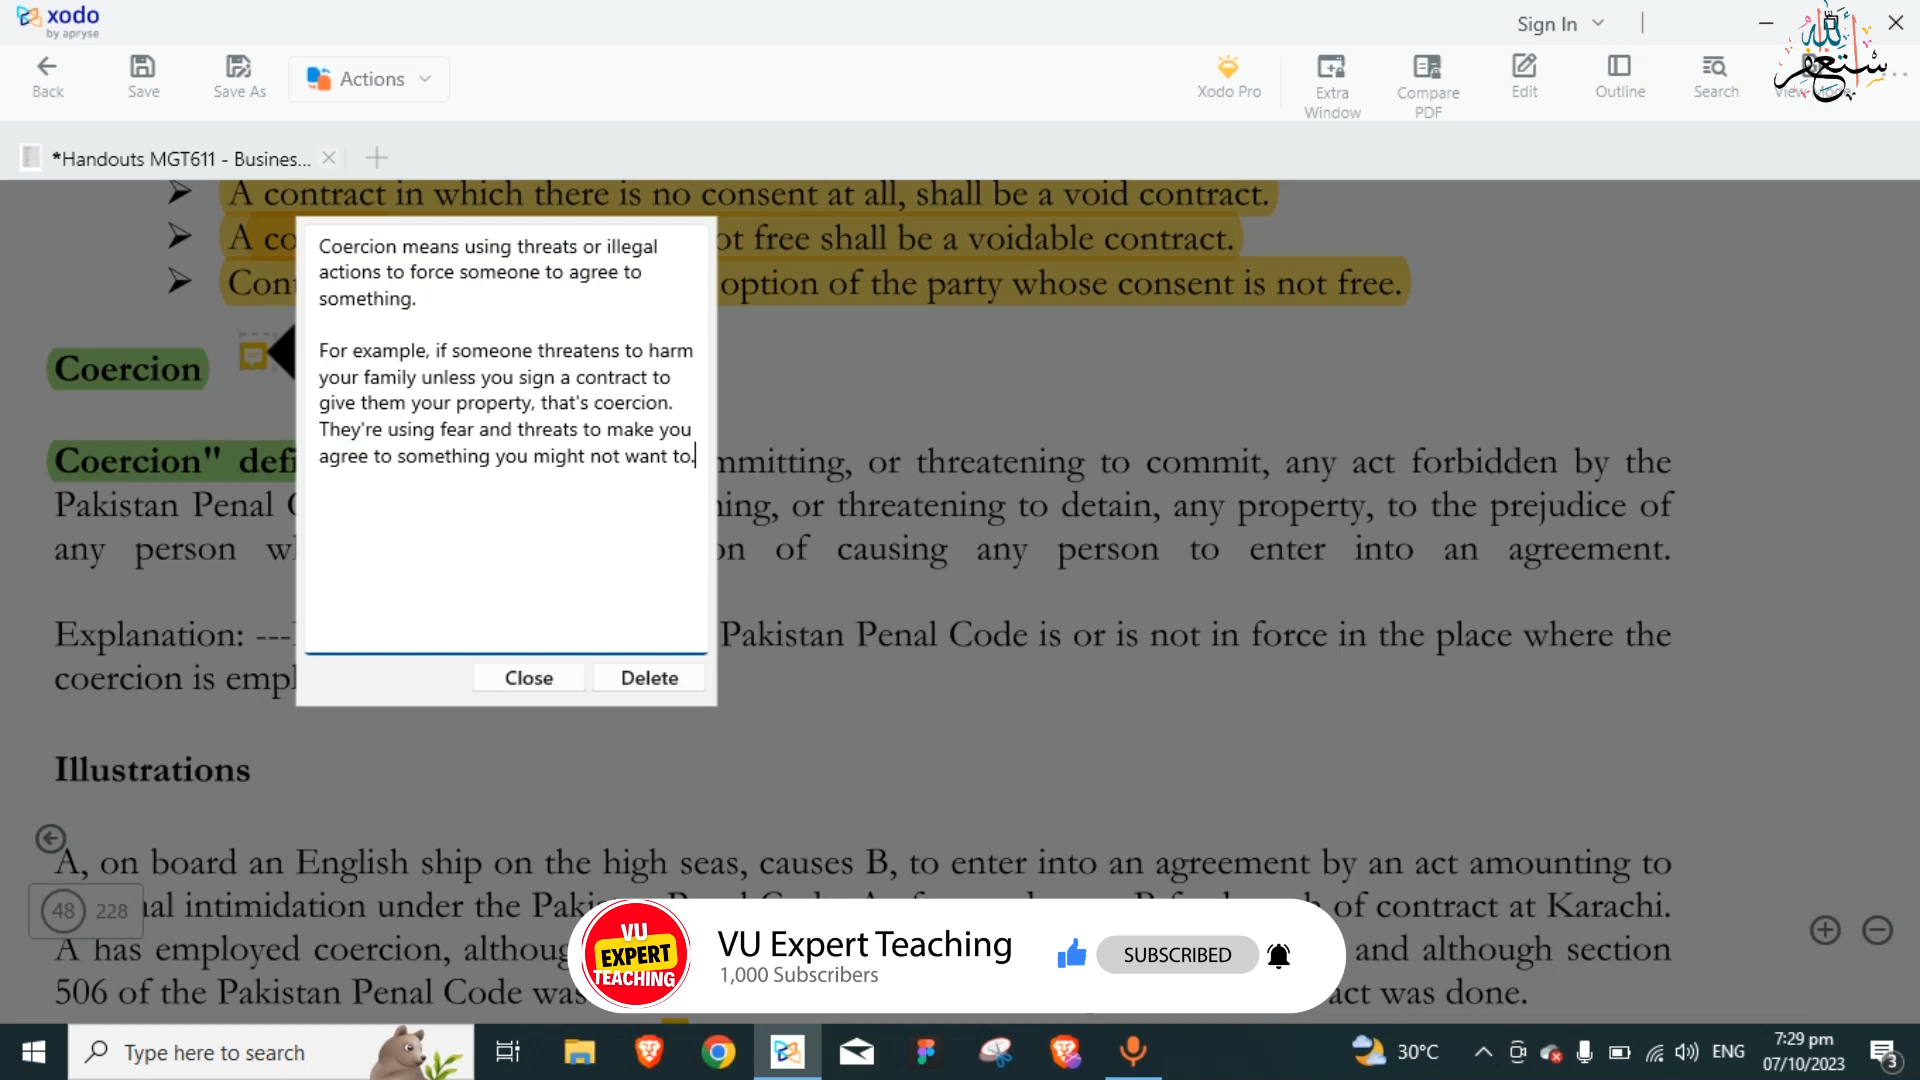 xodo
by apryse
Sign In
Back
Save
Save As
Actions
Xodo Pro
Extra Window
Compare PDF
Edit
Outline
Search
*Handouts MGT611 - Busines...
A contract in which there is no consent at all, shall be a void contract.
A co ot free shall be a voidable contract.
Con option of the party whose consent is not free.
Coercion means using threats or illegal
actions to force someone to agree to
something.
For example, if someone threatens to harm
your family unless you sign a contract to
give them your property, that's coercion.
They're using fear and threats to make you
agree to something you might not want to.
Close
Delete
Coercion
Coercion" defi mmitting, or threatening to commit, any act forbidden by the
Pakistan Penal ing, or threatening to detain, any property, to the prejudice of
any person w on of causing any person to enter into an agreement.
Explanation: --- Pakistan Penal Code is or is not in force in the place where the
coercion is empl
Illustrations
A, on board an English ship on the high seas, causes B, to enter into an agreement by an act amounting to
nal intimidation under the Paki of contract at Karachi.
A has employed coercion, althoug and although section
506 of the Pakistan Penal Code was act was done.
48 228
VU
EXPERT
TEACHING
VU Expert Teaching
1,000 Subscribers
SUBSCRIBED
Type here to search
30°C
ENG
7:29 pm
07/10/2023
3